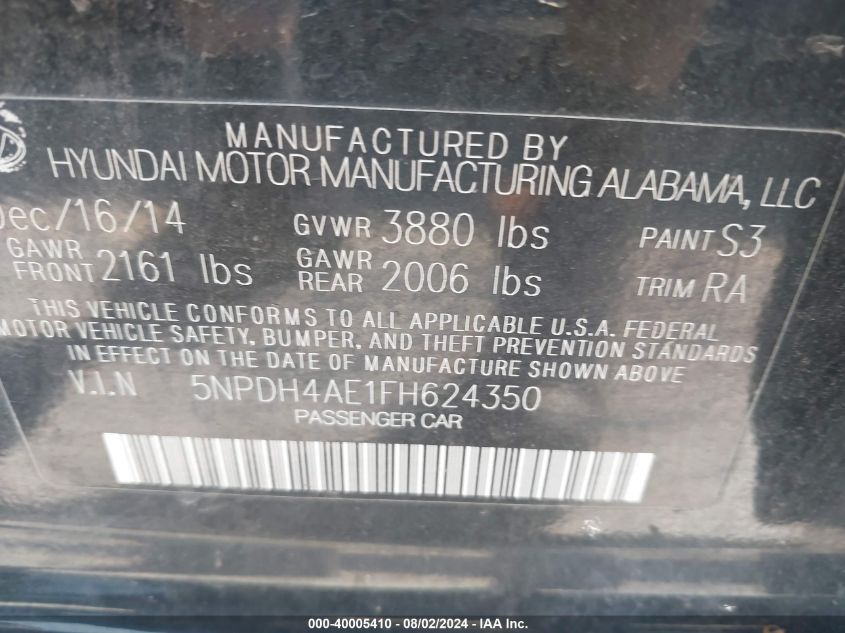 MANUFACTURED BY
HYUNDAI MOTOR MANUFACTURING ALABAMA, LLC
Dec/16/14 GVWR 3880 lbs PAINT S3
GAWR FRONT 2161 lbs GAWR REAR 2006 lbs TRIM RA
THIS VEHICLE CONFORMS TO ALL APPLICABLE U.S.A. FEDERAL
MOTOR VEHICLE SAFETY, BUMPER, AND THEFT PREVENTION STANDARDS
IN EFFECT ON THE DATE OF MANUFACTURE SHOWN ABOVE
V.I.N 5NPDH4AE1FH624350
PASSENGER CAR
000-40005410 - 08/02/2024 - IAA Inc.